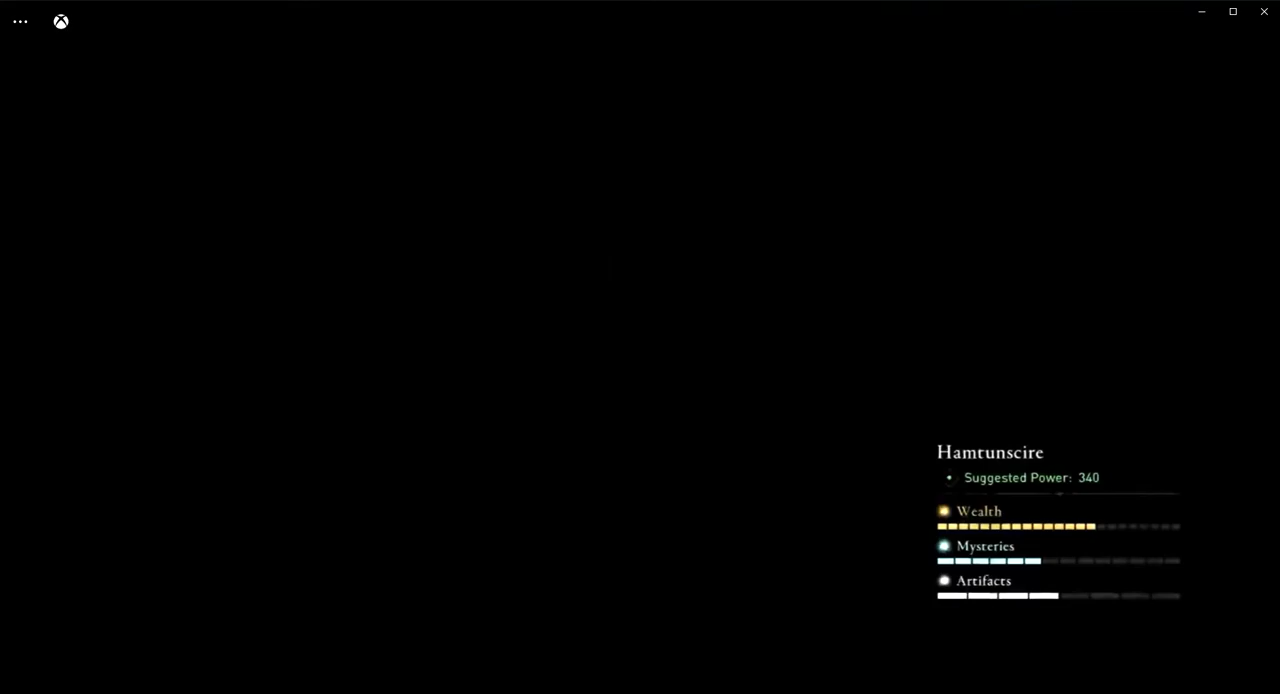 Hamtunscire
Suggested Power: 340
Wealth
Mysteries
Artifacts